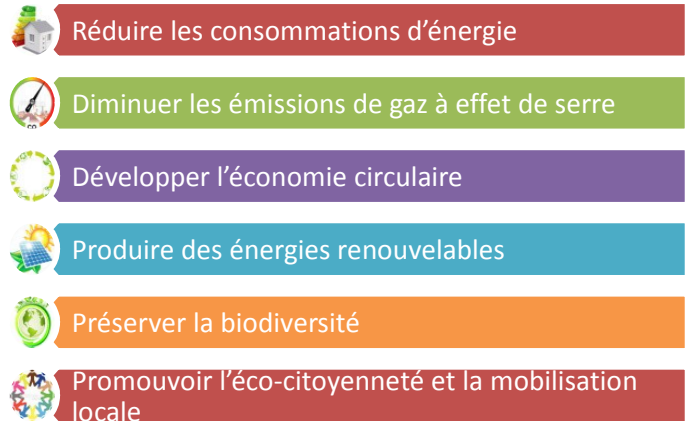 Réduire les consommations d’énergie
Diminuer les émissions de gaz à effet de serre
CO
Développer l’économie circulaire
Produire des énergies renouvelables
Préserver la biodiversité
Promouvoir l’éco-citoyenneté et la mobilisation
locale